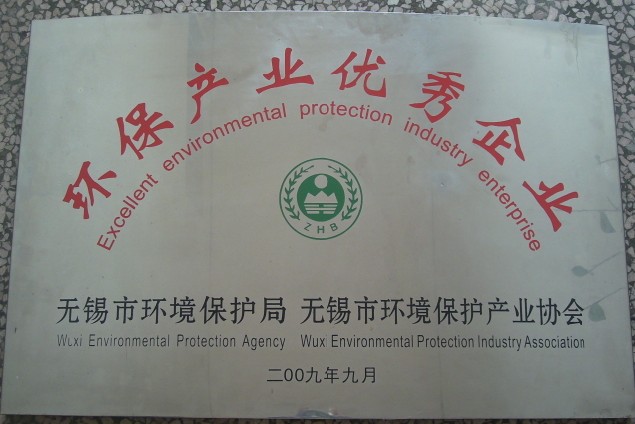 环保产业优秀企业
Excellent environmental protection industry enterprise
ZHB
无锡市环境保护局 无锡市环境保护产业协会
Wuxi Environmental Protection Agency Wux Environmental Protection Industry Association
二00九年九月